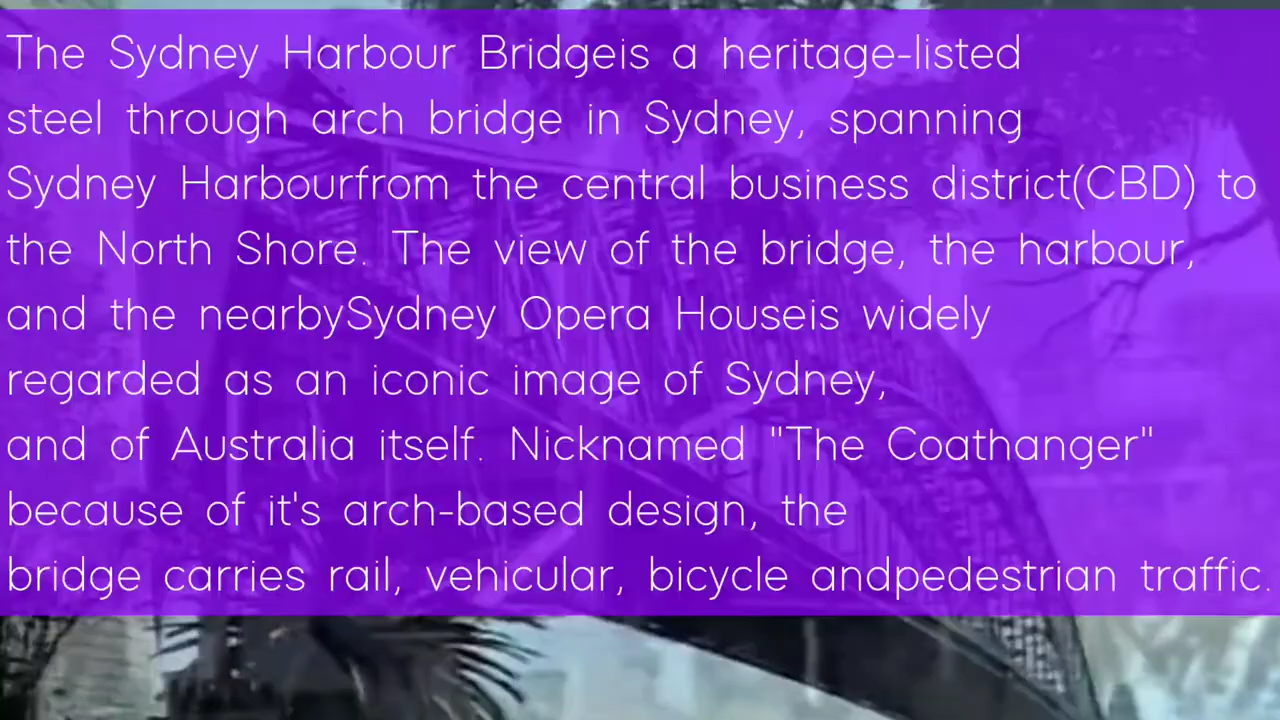 The Sydney Harbour Bridgeis a heritage-listed
steel through arch bridge in Sydney, spanning
Sydney Harbourfrom the central business district(CBD) to
the North Shore. The view of the bridge, the harbour,
and the nearbySydney Opera Houseis widely
regarded as an iconic image of Sydney,
and of Australia itself. Nicknamed "The Coathanger"
because of it's arch-based design, the
bridge carries rail, vehicular, bicycle andpedestrian traffic.